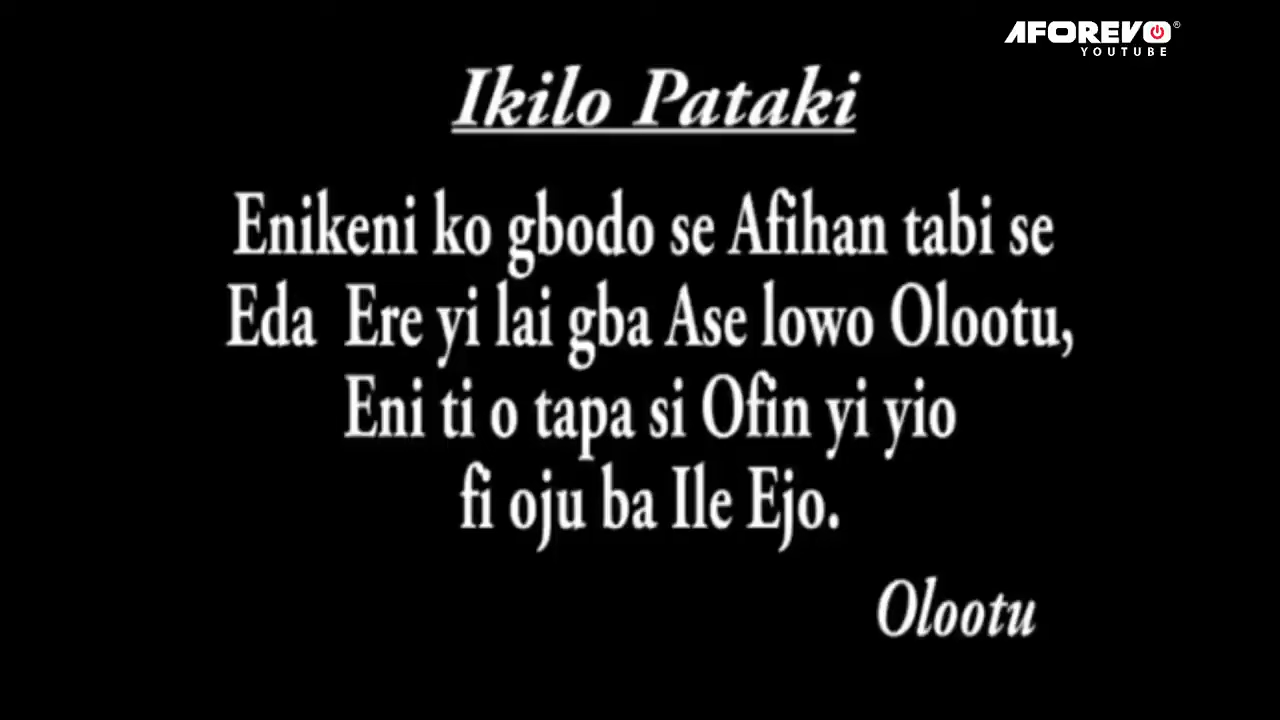 AFOREVO®
YOUTUBE
Ikilo Pataki
Enikeni ko gbodo se Afihan tabi se
Eda Ere yi lai gba Ase lowo Olootu,
Eni ti o tapa si Ofin yi yio
fi oju ba Ile Ejo.
Olootu